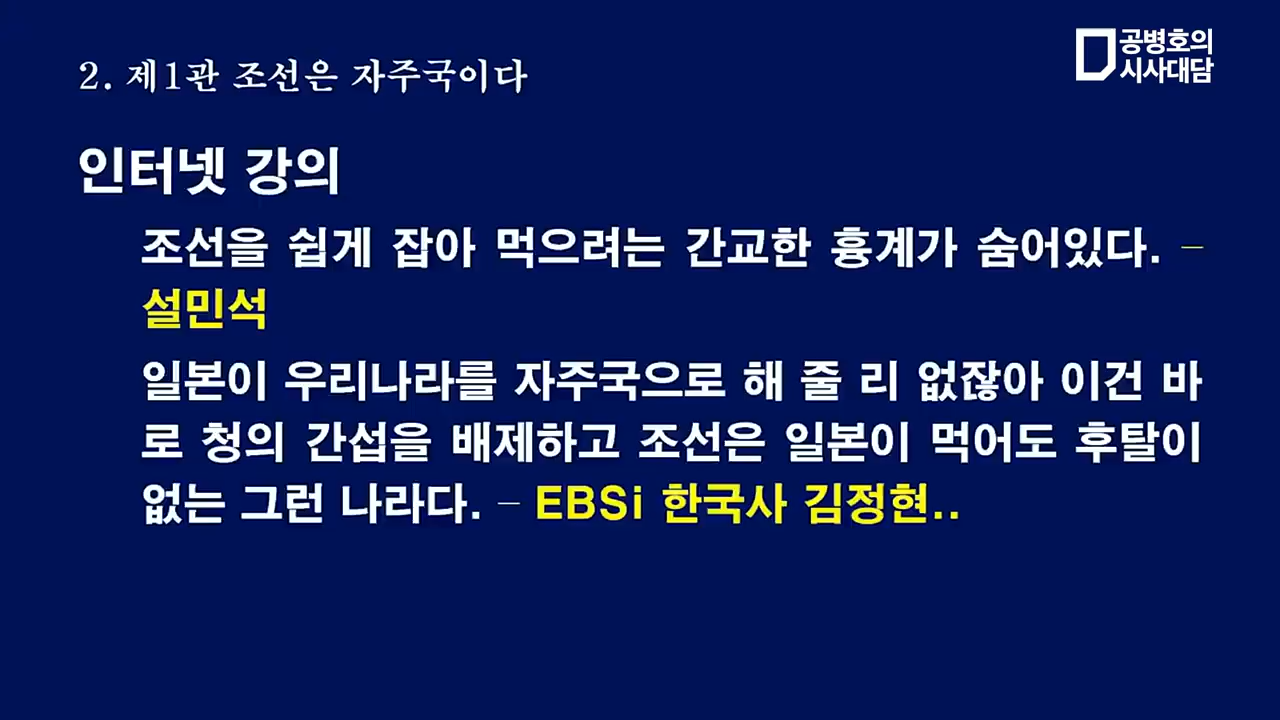 공병호의
시사대담
2. 제1관 조선은 자주국이다
인터넷 강의
조선을 쉽게 잡아 먹으려는 간교한 흉계가 숨어있다. –
설민석
일본이 우리나라를 자주국으로 해 줄 리 없잖아 이건 바
로 청의 간섭을 배제하고 조선은 일본이 먹어도 후탈이
없는 그런 나라다. – EBSi 한국사 김정현..